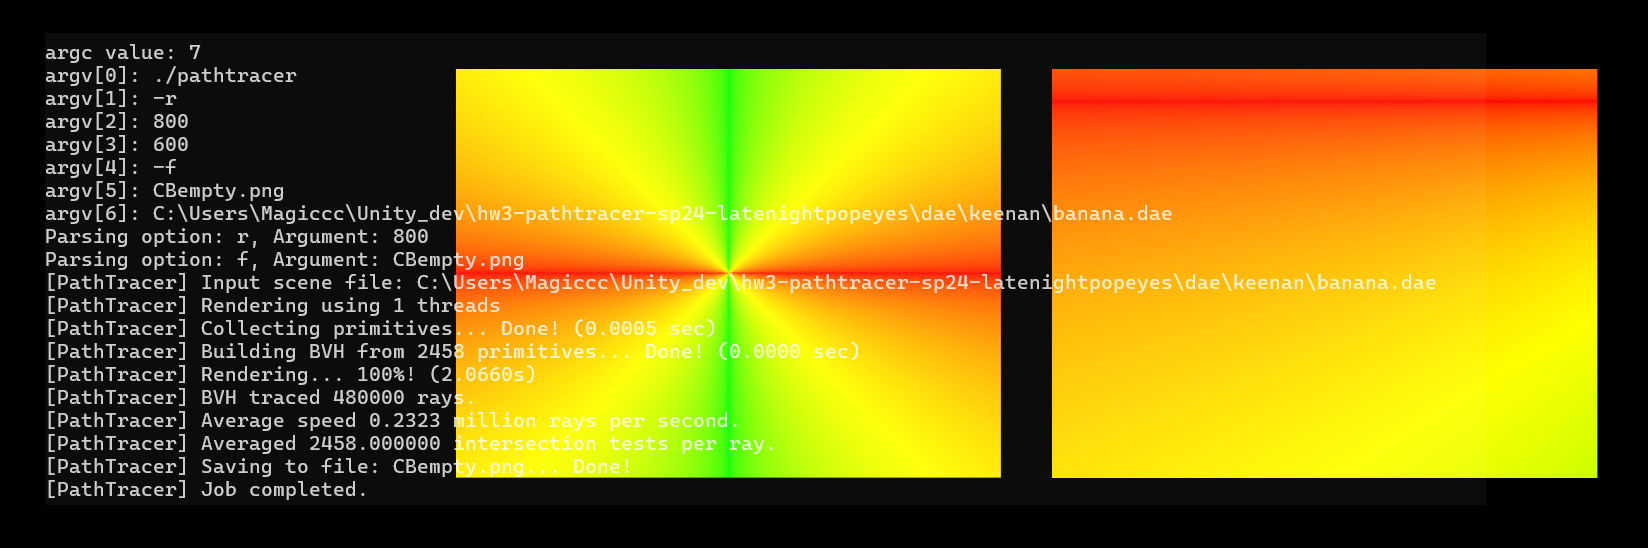 argc value: 7
argv[0]: ./pathtracer
argv[1]: -r
argv[2]: 800
argv[3]: 600
argv[4]: -f
argv[5]: CBempty.png
argv[6]: C:\Users\Magiccc\Unity_dev\hw3-pathtracer-sp24-latenightpopeyes\dae\keenan\banana.dae
Parsing option: r, Argument: 800
Parsing option: f, Argument: CBempty.png
[PathTracer] Input scene file: C:\Users\Magiccc\Unity_dev\hw3-pathtracer-sp24-latenightpopeyes\dae\keenan\banana.dae
[PathTracer] Rendering using 1 threads
[PathTracer] Collecting primitives... Done! (0.0005 sec)
[PathTracer] Building BVH from 2458 primitives... Done! (0.0000 sec)
[PathTracer] Rendering... 100%! (2.0660s)
[PathTracer] BVH traced 480000 rays.
[PathTracer] Average speed 0.2323 million rays per second.
[PathTracer] Averaged 2458.000000 intersection tests per ray.
[PathTracer] Saving to file: CBempty.png... Done!
[PathTracer] Job completed.